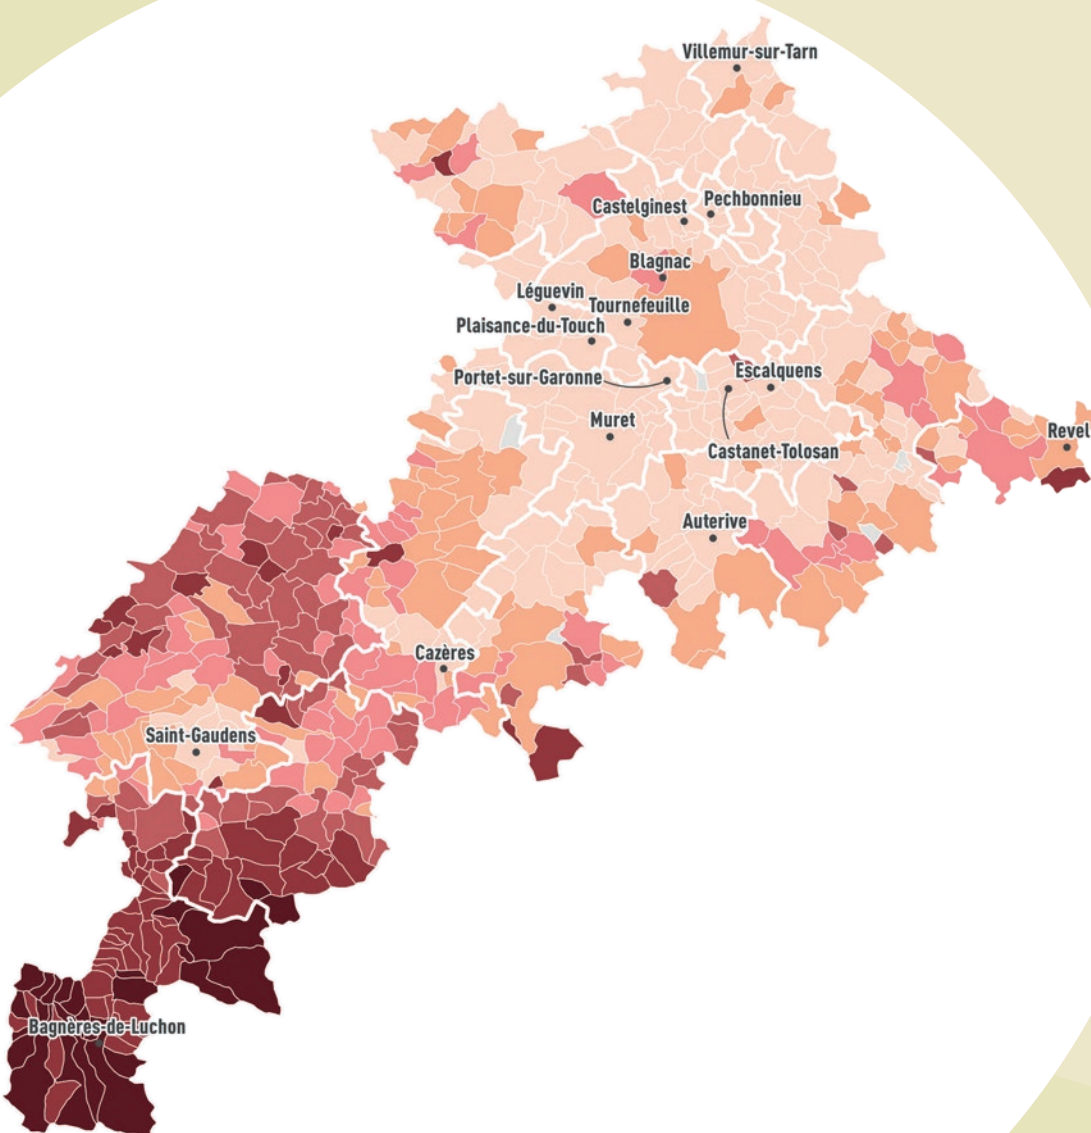 Villemur-sur-Tarn
Castelginest
Pechbonnieu
Blagnac
Léguevin
Tournefeuille
Plaisance-du-Touch
Portet-sur-Garonne
Escalquens
Muret
Castanet-Tolosan
Revel
Auterive
Cazères
Saint-Gaudens
Bagnères-de-Luchon